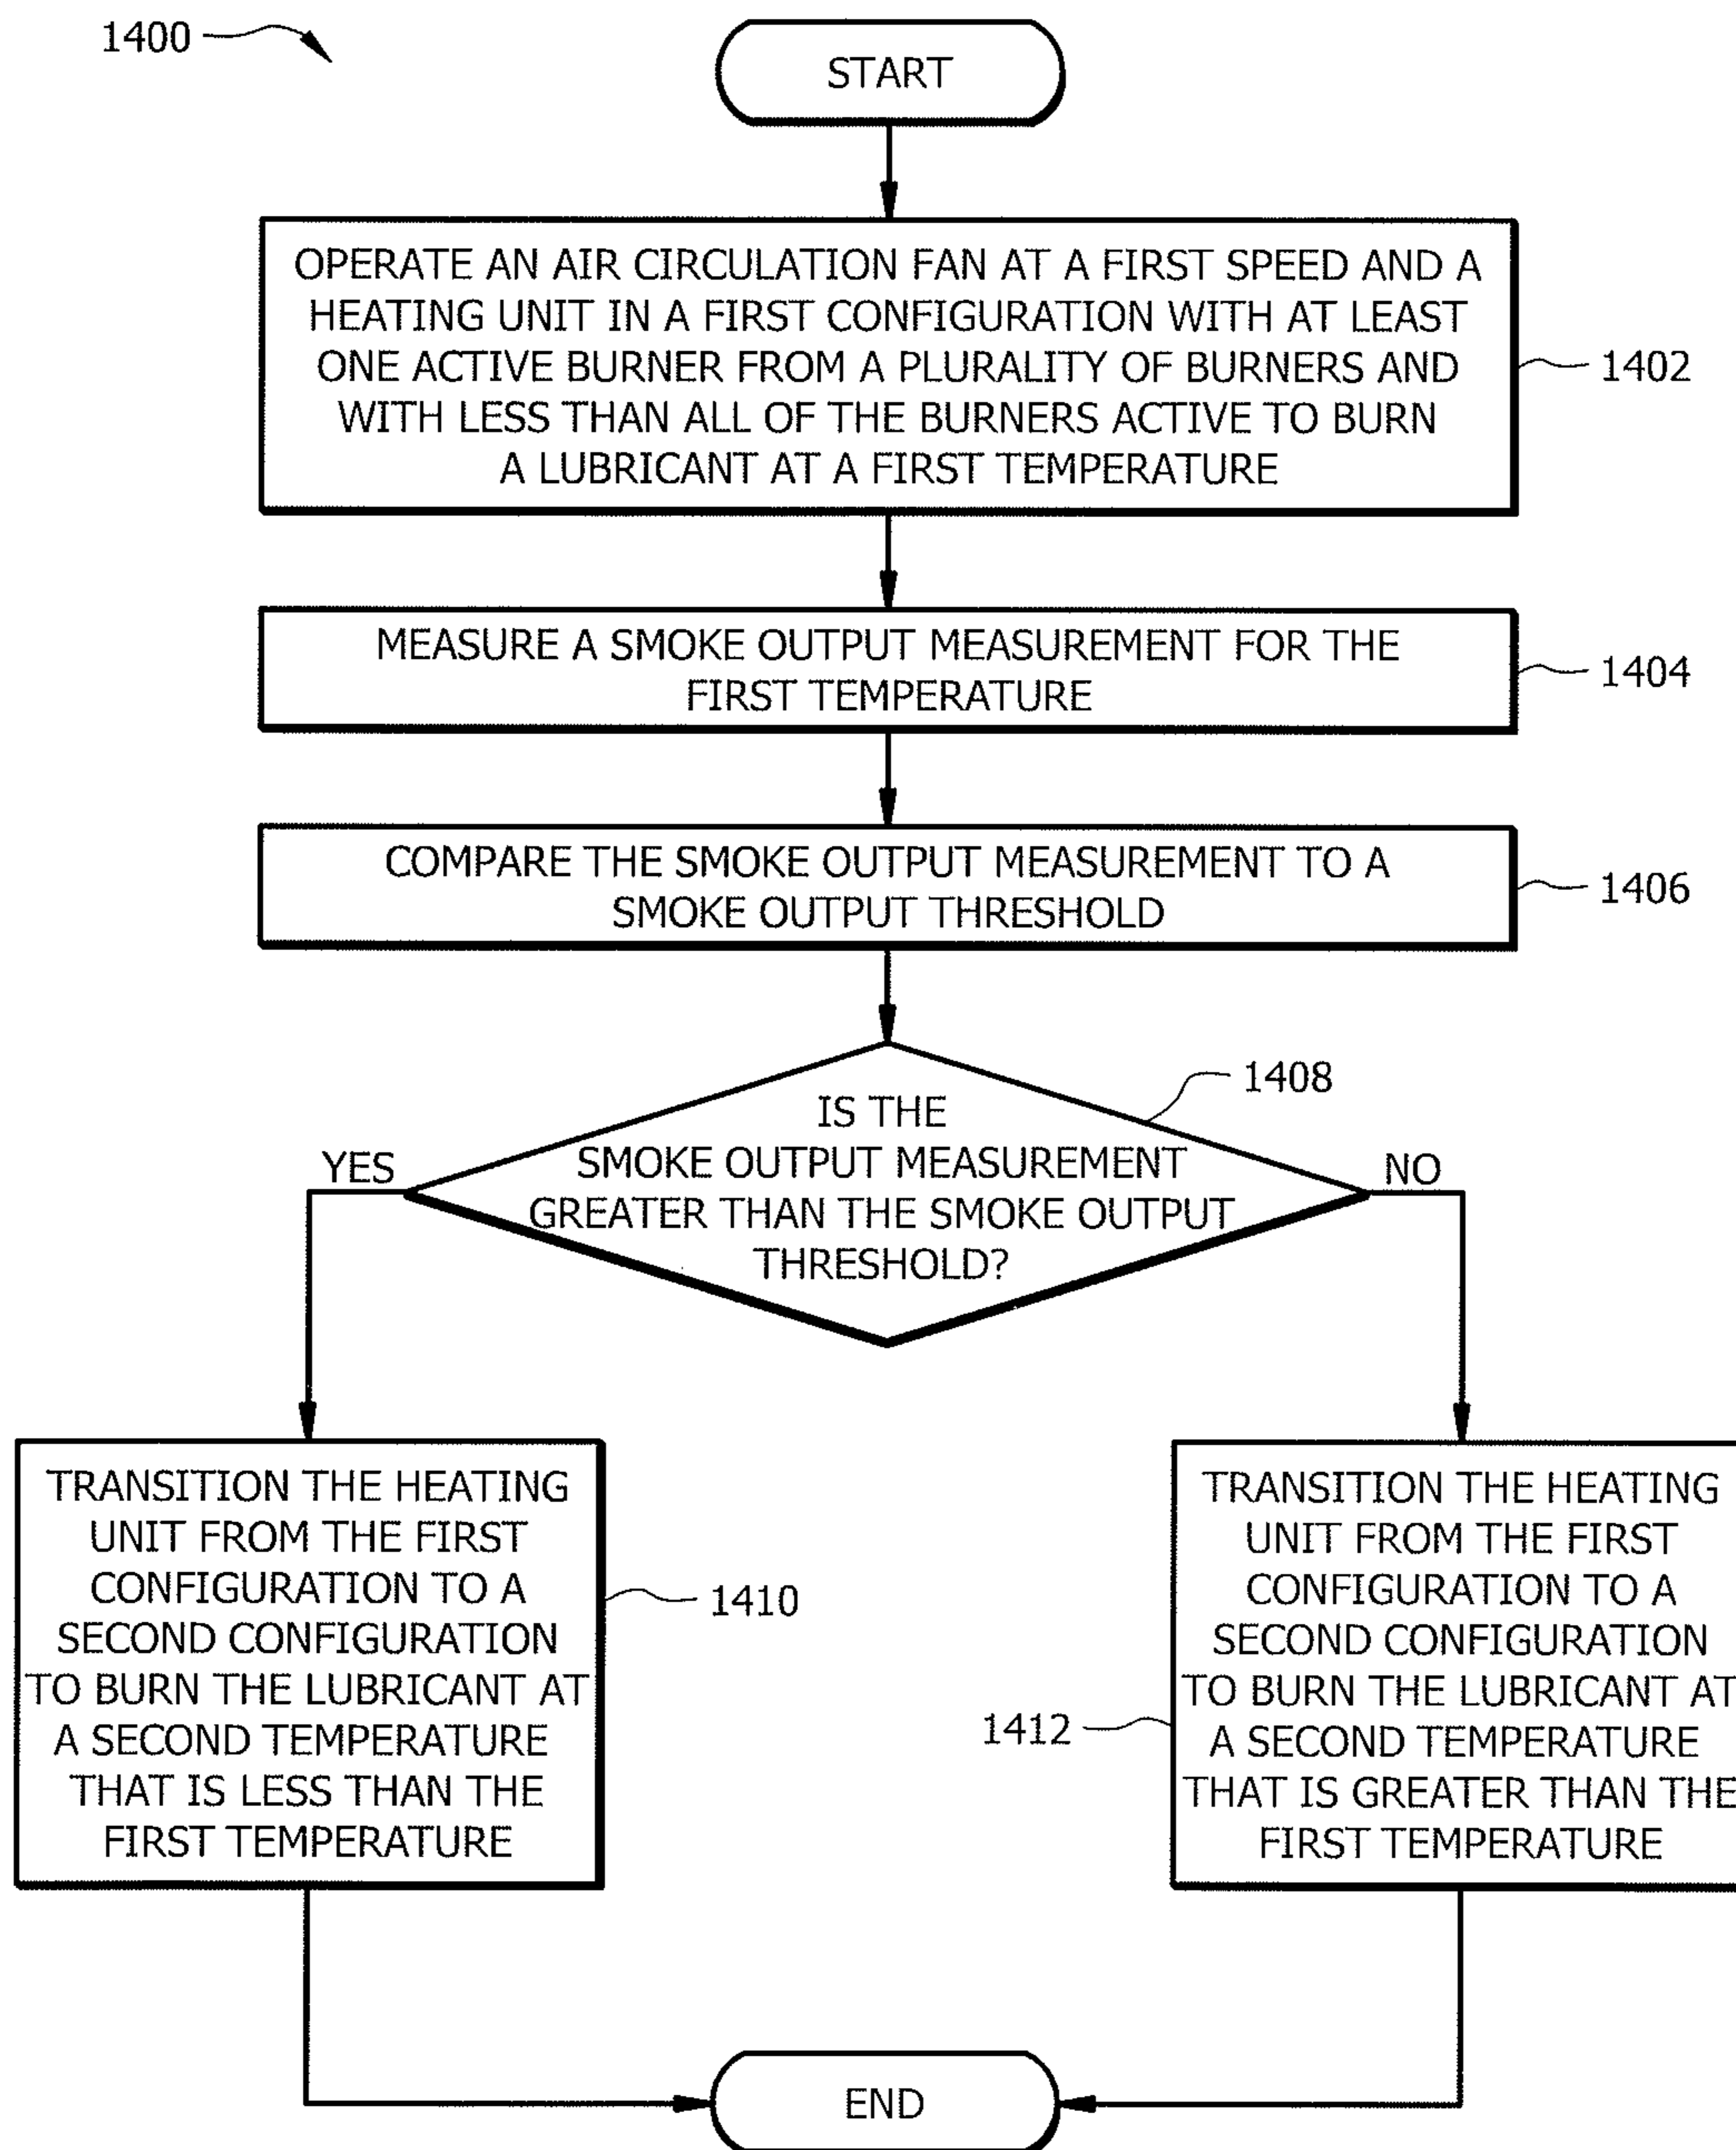 1400
START
OPERATE AN AIR CIRCULATION FAN AT A FIRST SPEED AND A
HEATING UNIT IN A FIRST CONFIGURATION WITH AT LEAST
ONE ACTIVE BURNER FROM A PLURALITY OF BURNERS AND
WITH LESS THAN ALL OF THE BURNERS ACTIVE TO BURN
A LUBRICANT AT A FIRST TEMPERATURE
1402
MEASURE A SMOKE OUTPUT MEASUREMENT FOR THE
FIRST TEMPERATURE
1404
COMPARE THE SMOKE OUTPUT MEASUREMENT TO A
SMOKE OUTPUT THRESHOLD
1406
1408
IS THE
SMOKE OUTPUT MEASUREMENT
GREATER THAN THE SMOKE OUTPUT
THRESHOLD?
YES
NO
TRANSITION THE HEATING
UNIT FROM THE FIRST
CONFIGURATION TO A
SECOND CONFIGURATION
TO BURN THE LUBRICANT AT
A SECOND TEMPERATURE
THAT IS LESS THAN THE
FIRST TEMPERATURE
1410
TRANSITION THE HEATING
UNIT FROM THE FIRST
CONFIGURATION TO A
SECOND CONFIGURATION
TO BURN THE LUBRICANT AT
A SECOND TEMPERATURE
THAT IS GREATER THAN THE
FIRST TEMPERATURE
1412
END